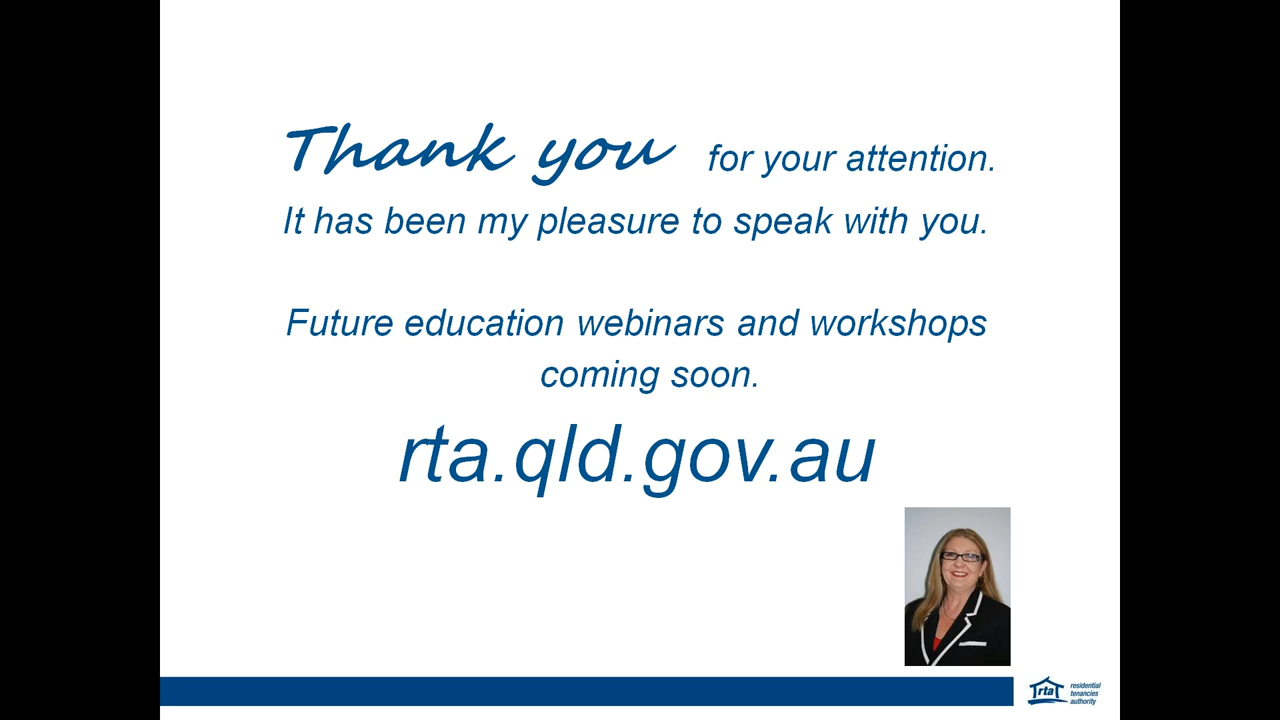 Thank you for your attention.
It has been my pleasure to speak with you.
Future education webinars and workshops
coming soon.
rta.qld.gov.au
rta
residential
tenancies
authority